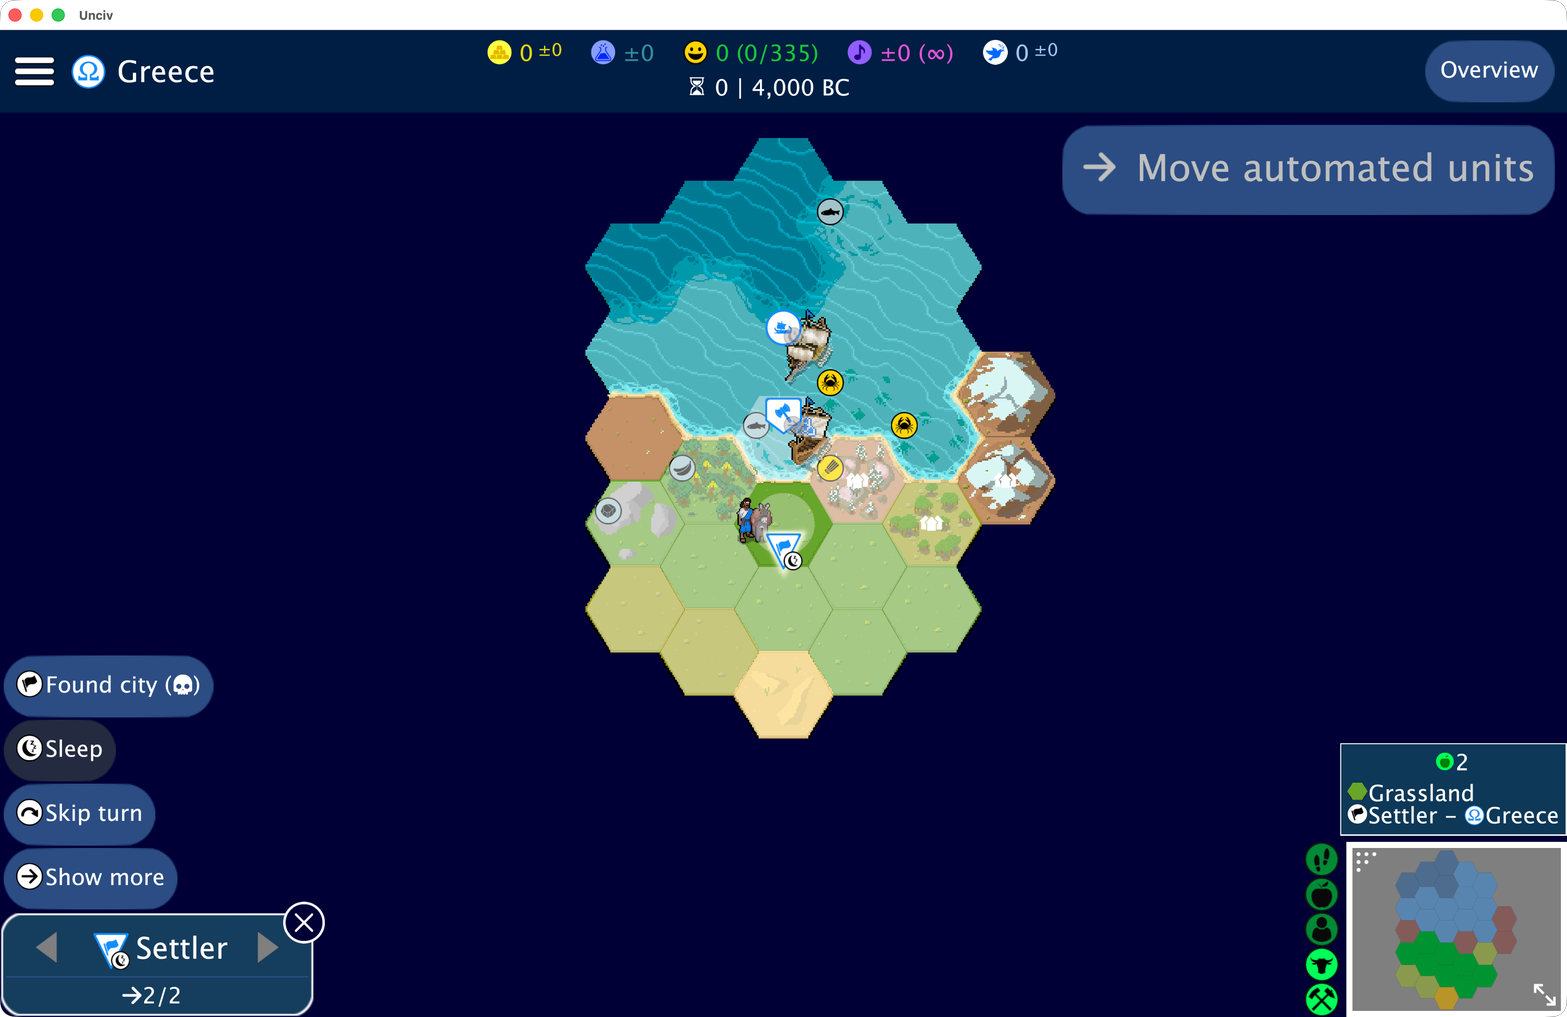 Unciv
Greece
0 ±0 ±0 0 (0/335) ±0 (∞) 0 ±0
0 | 4,000 BC
Overview
Move automated units
Found city ( )
Sleep
Skip turn
Show more
Settler
2/2
2
Grassland
Settler – Greece